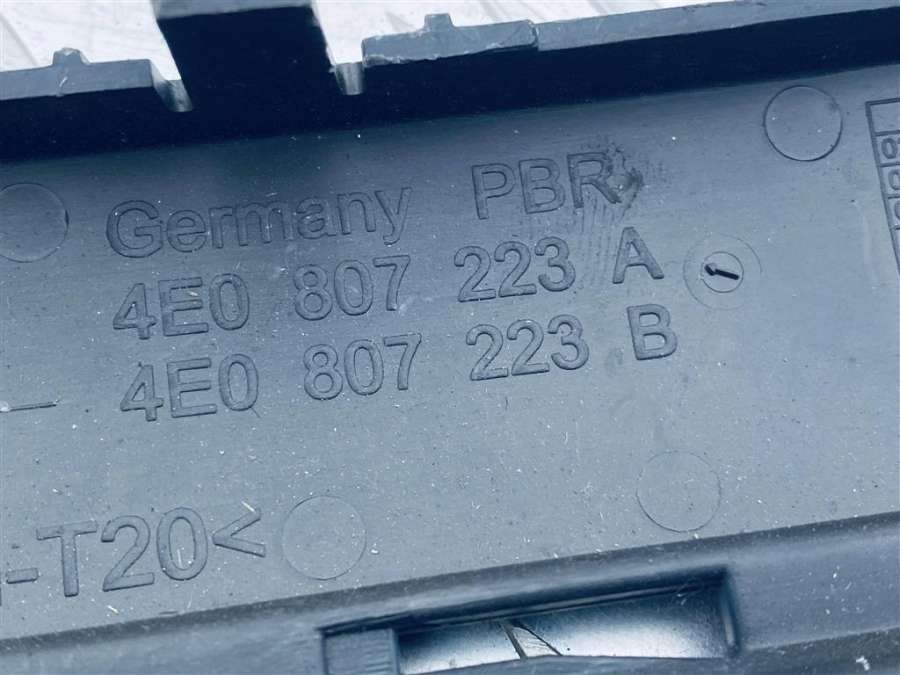 Germany PBR
4E0 807 223 A
4E0 807 223 B
-T20<